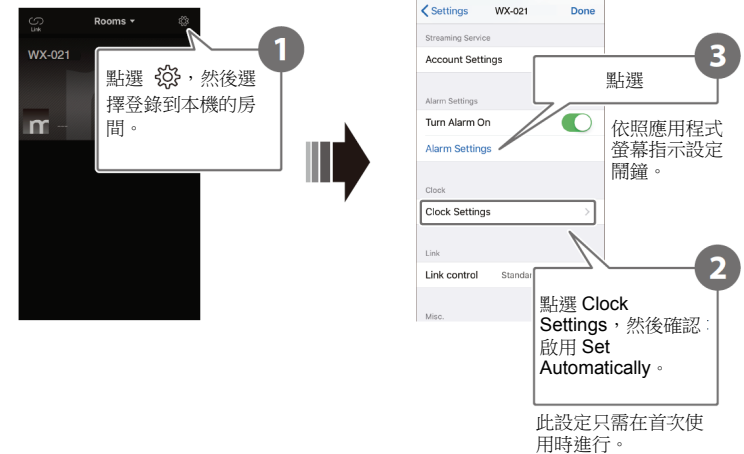 Link
Rooms
WX-021
m
1
點選 ，然後選
擇登錄到本機的房
間。
Settings
WX-021
Done
Streaming Service
Account Settings
Alarm Settings
Turn Alarm On
Alarm Settings
Clock
Clock Settings
Link
Link control
Misc.
3
點選
依照應用程式
螢幕指示設定
鬧鐘。
2
點選 Clock
Settings，然後確認
啟用 Set
Automatically。
此設定只需在首次使
用時進行。